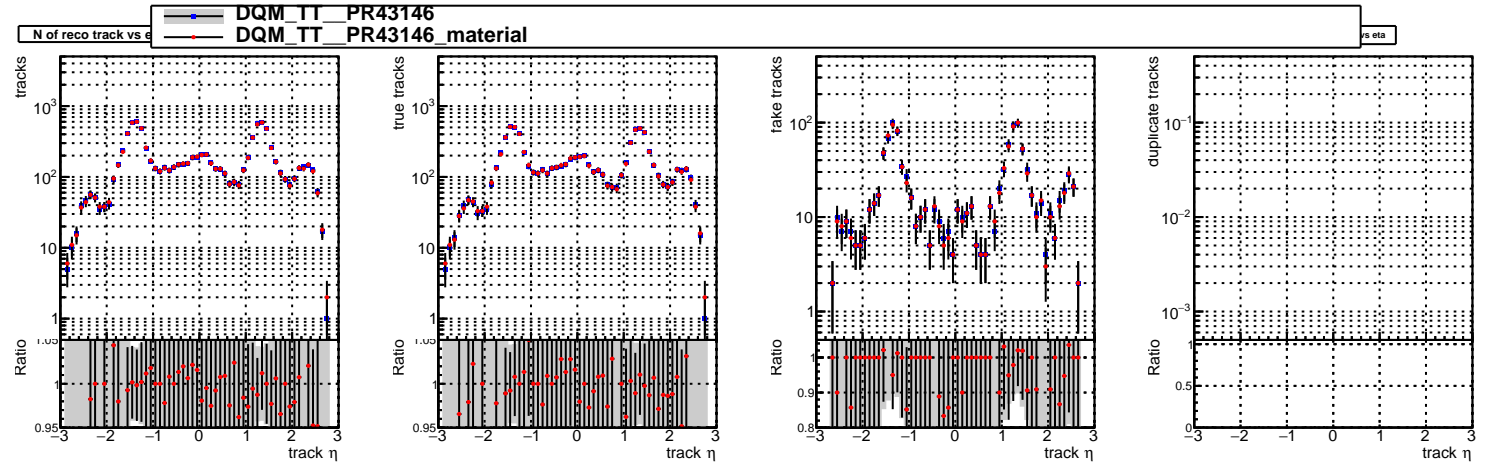 DQM_TT__PR43146
DQM_TT__PR43146_material
N of reco track vs e
vs eta
tracks
10³
10²
10
1
Ratio
1.05
1
0.95
−3 −2 −1 0 1 2 3
track η
true tracks
10³
10²
10
1
Ratio
1.05
1
0.95
−3 −2 −1 0 1 2 3
track η
fake tracks
10²
10
1
Ratio
1
0.9
0.8
−3 −2 −1 0 1 2 3
track η
duplicate tracks
10⁻¹
10⁻²
10⁻³
Ratio
1
0.5
0
−3 −2 −1 0 1 2 3
track η